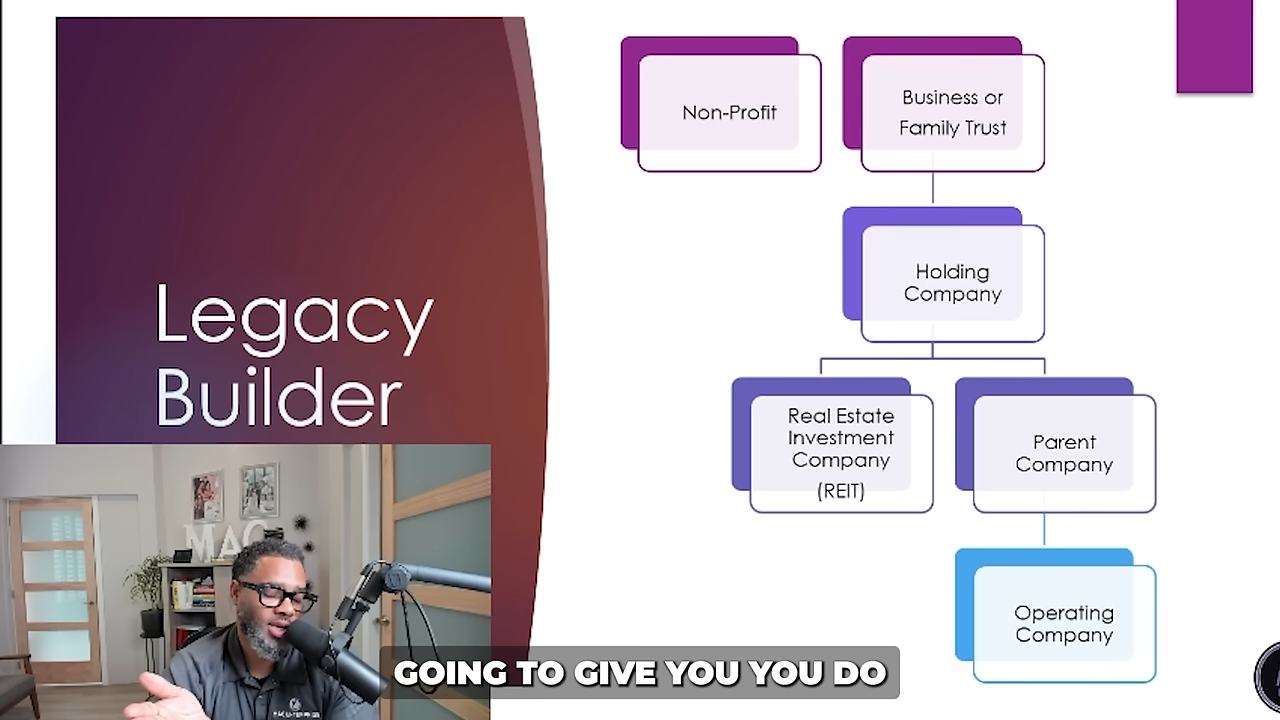 Legacy
Builder
Non-Profit
Business or
Family Trust
Holding
Company
Real Estate
Investment
Company
(REIT)
Parent
Company
Operating
Company
MAC
GOING TO GIVE YOU YOU DO